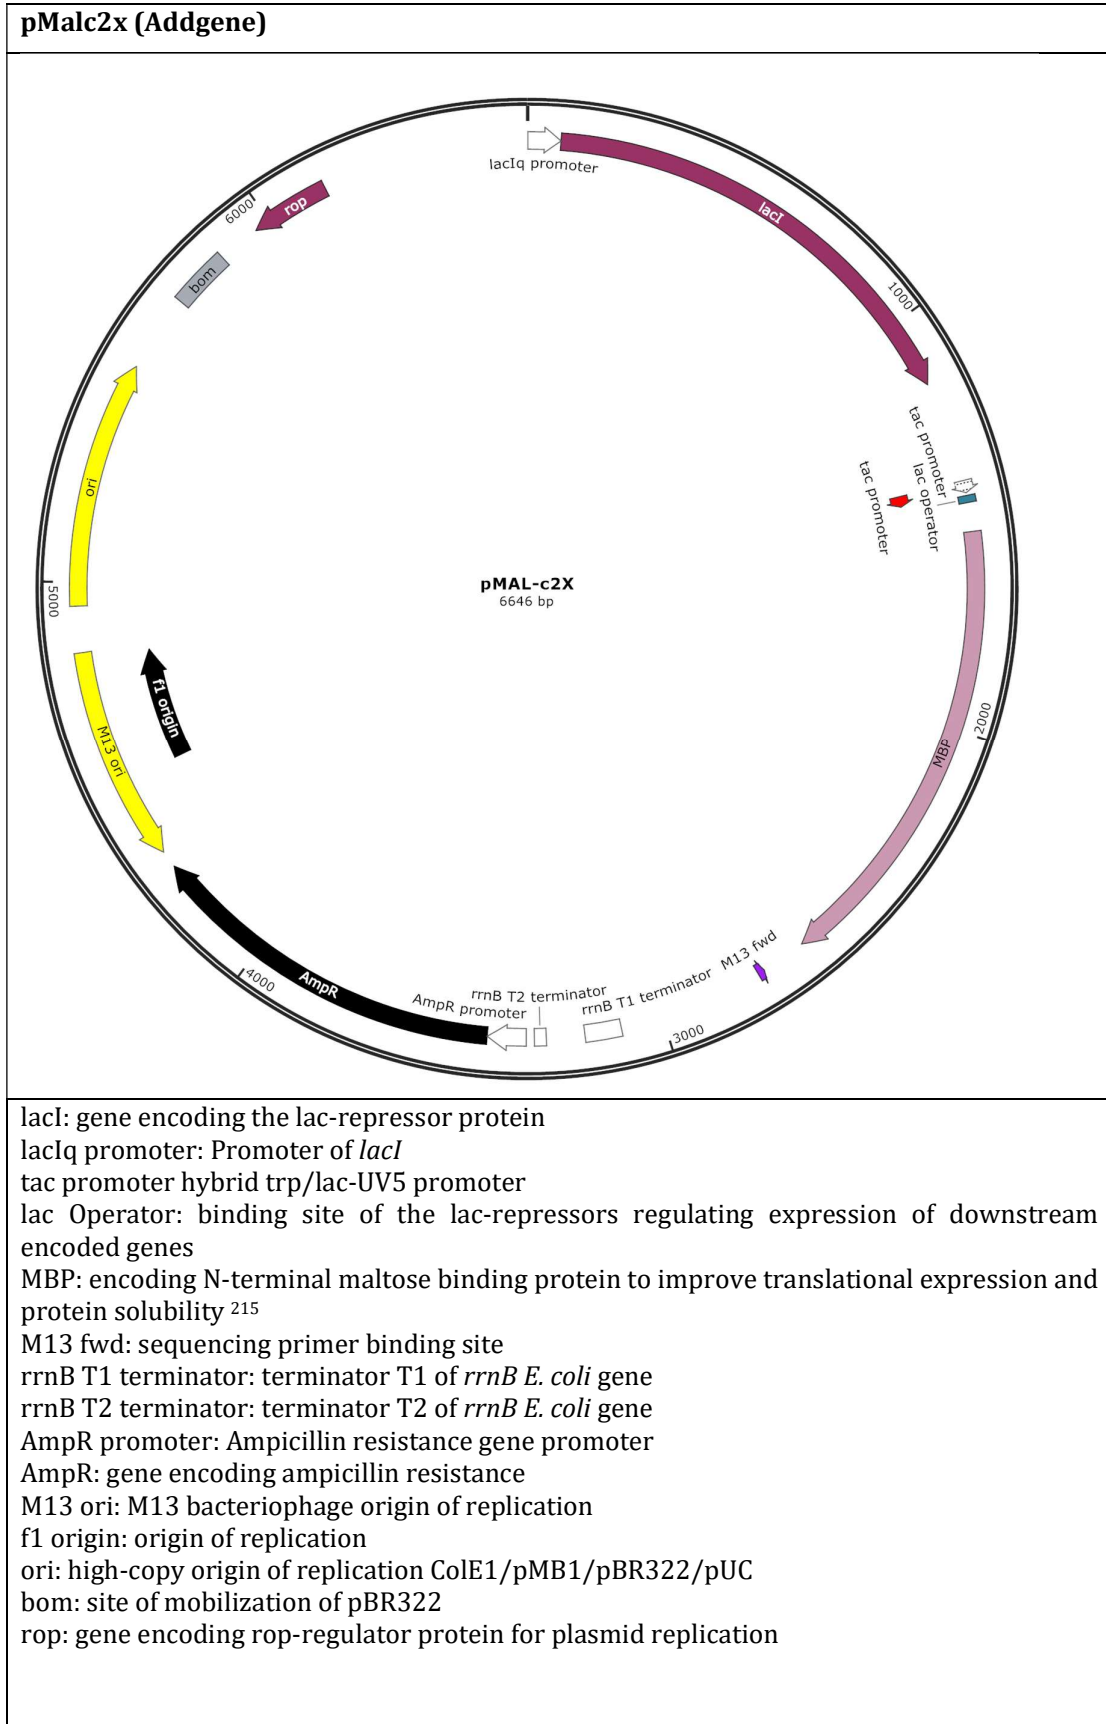 pMalc2x (Addgene)
lacIq promoter
lacI
rop
6000
bom
1000
tac promoter
lac operator
tac promoter
ori
pMAL-c2X
6646 bp
5000
f1 origin
M13 ori
2000
MBP
M13 fwd
rrnB T1 terminator
rrnB T2 terminator
AmpR promoter
AmpR
4000
3000
lacI: gene encoding the lac-repressor protein
lacIq promoter: Promoter of lacI
tac promoter hybrid trp/lac-UV5 promoter
lac Operator: binding site of the lac-repressors regulating expression of downstream
encoded genes
MBP: encoding N-terminal maltose binding protein to improve translational expression and
protein solubility 215
M13 fwd: sequencing primer binding site
rrnB T1 terminator: terminator T1 of rrnB E. coli gene
rrnB T2 terminator: terminator T2 of rrnB E. coli gene
AmpR promoter: Ampicillin resistance gene promoter
AmpR: gene encoding ampicillin resistance
M13 ori: M13 bacteriophage origin of replication
f1 origin: origin of replication
ori: high-copy origin of replication ColE1/pMB1/pBR322/pUC
bom: site of mobilization of pBR322
rop: gene encoding rop-regulator protein for plasmid replication